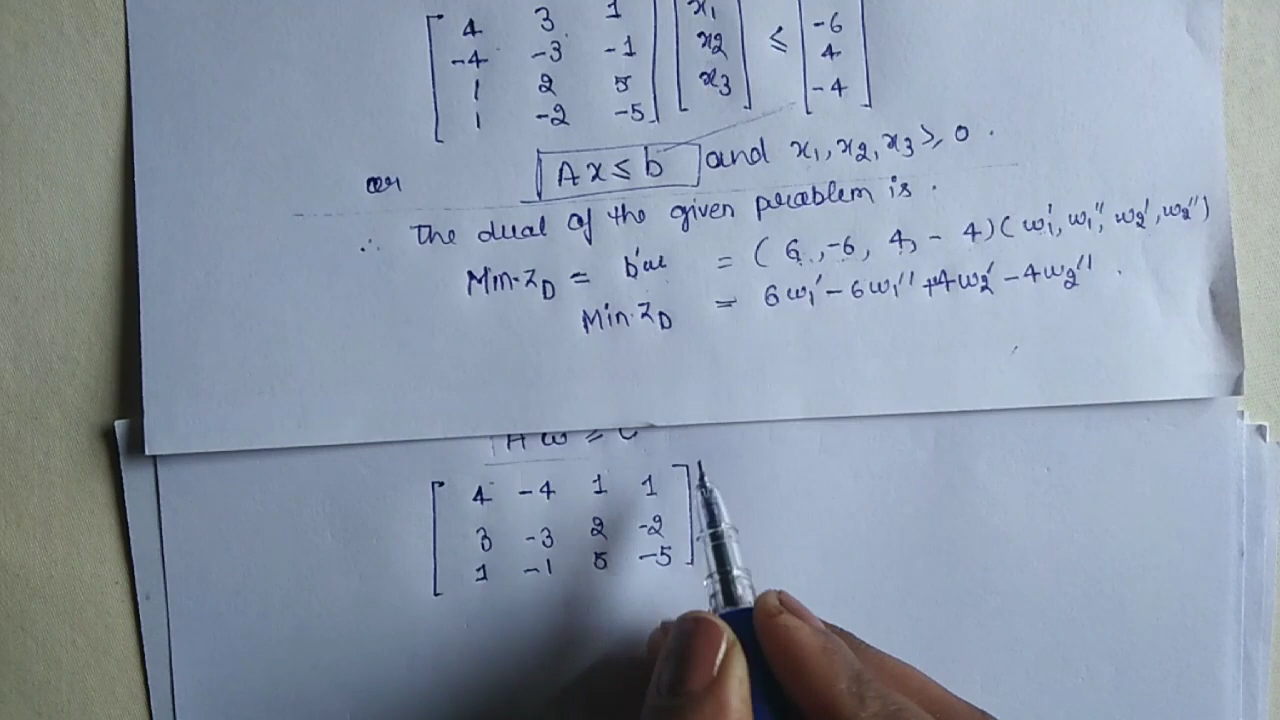 4 3 1 x1
-4 -3 -1 x2 ≤ -6
1 2 5 x3 4
1 -2 -5 -4
or Ax ≤ b and x1, x2, x3 ≥ 0.
∴ The dual of the given problem is.
Min.ZD = b'w = (6, -6, 4, -4)(w1', w1'', w2', w2'')
Min.ZD = 6w1' - 6w1'' + 4w2' - 4w2''.
4 -4 1 1
3 -3 2 -2
1 -1 5 -5